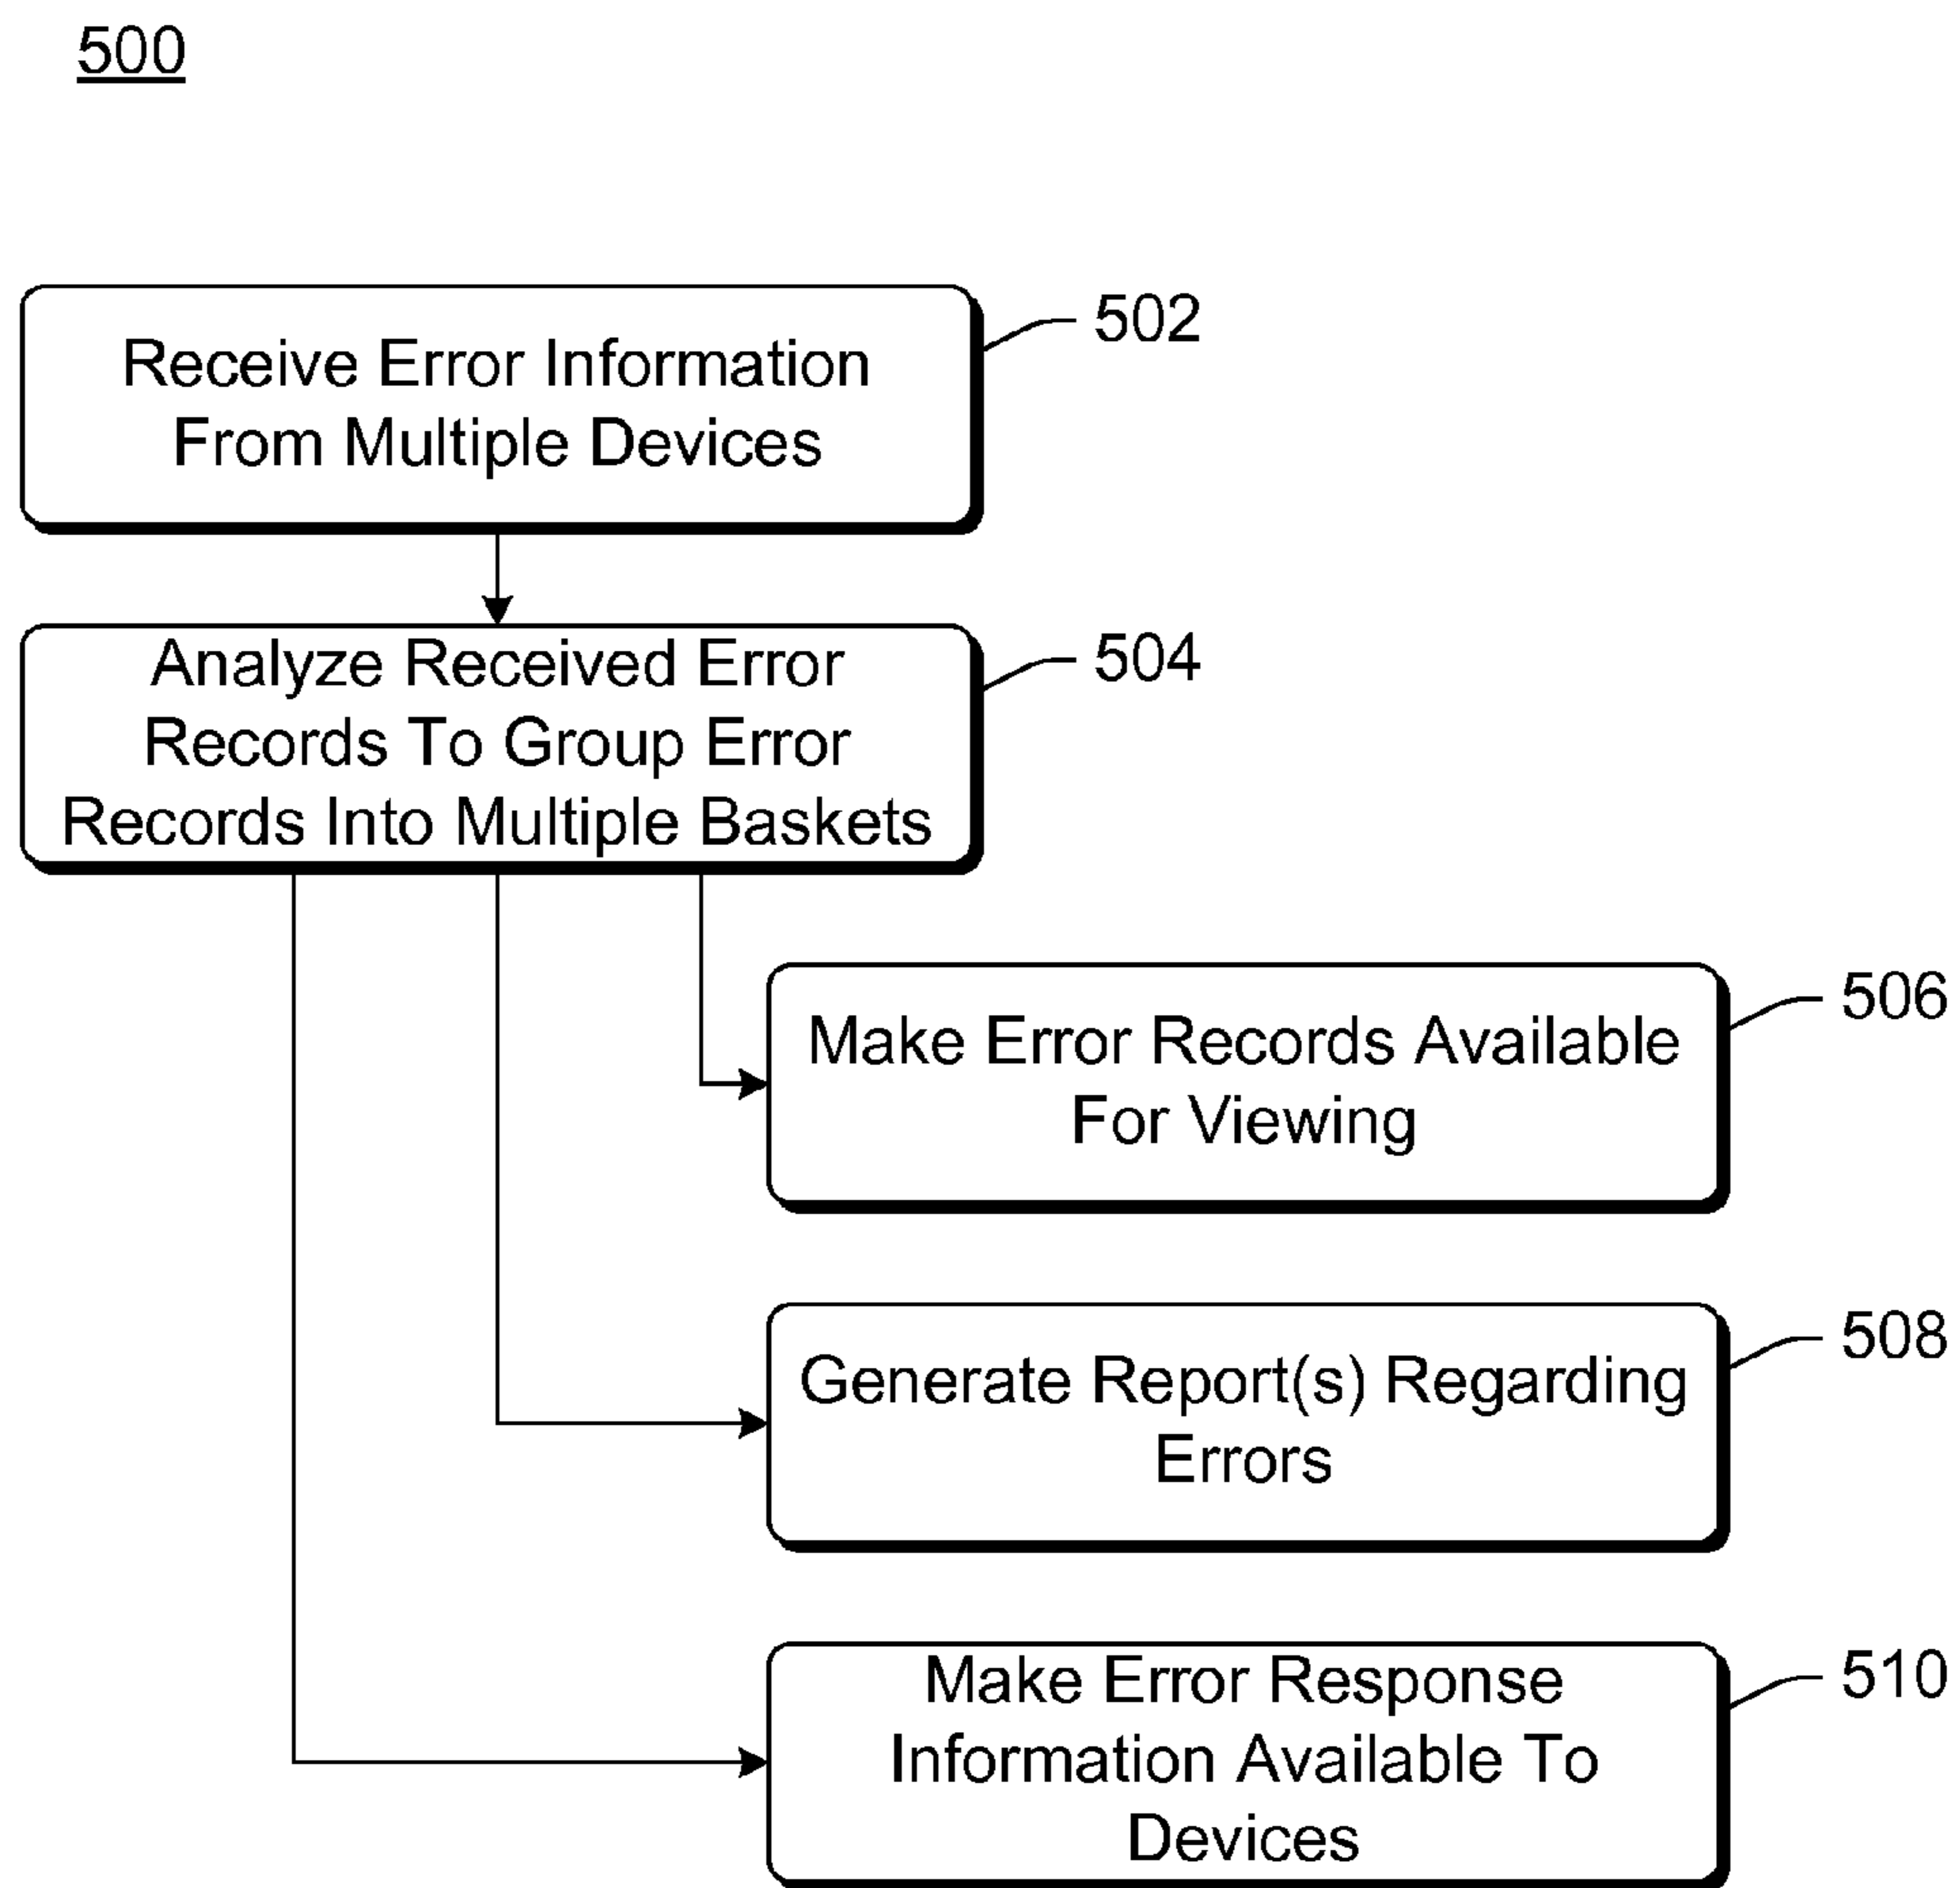 500
Receive Error Information
From Multiple Devices
502
Analyze Received Error
Records To Group Error
Records Into Multiple Baskets
504
Make Error Records Available
For Viewing
506
Generate Report(s) Regarding
Errors
508
Make Error Response
Information Available To
Devices
510